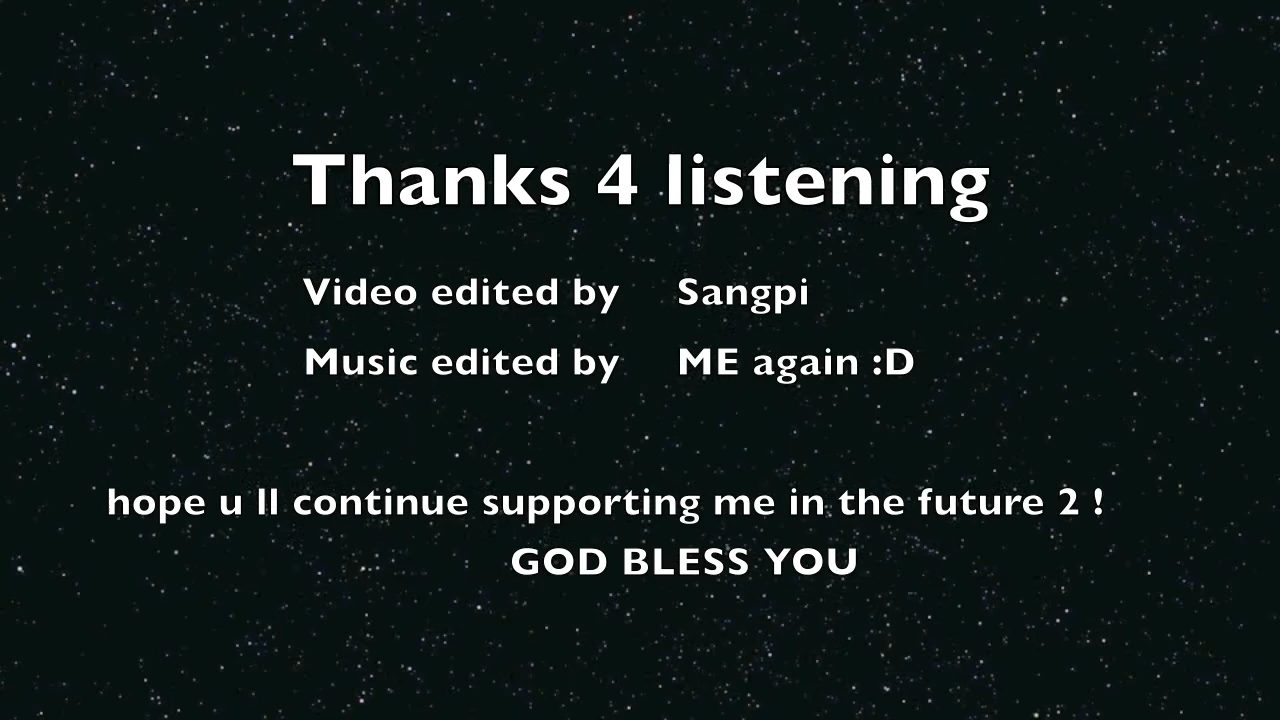 Thanks 4 listening
Video edited by Sangpi
Music edited by ME again :D
hope u ll continue supporting me in the future 2 !
GOD BLESS YOU